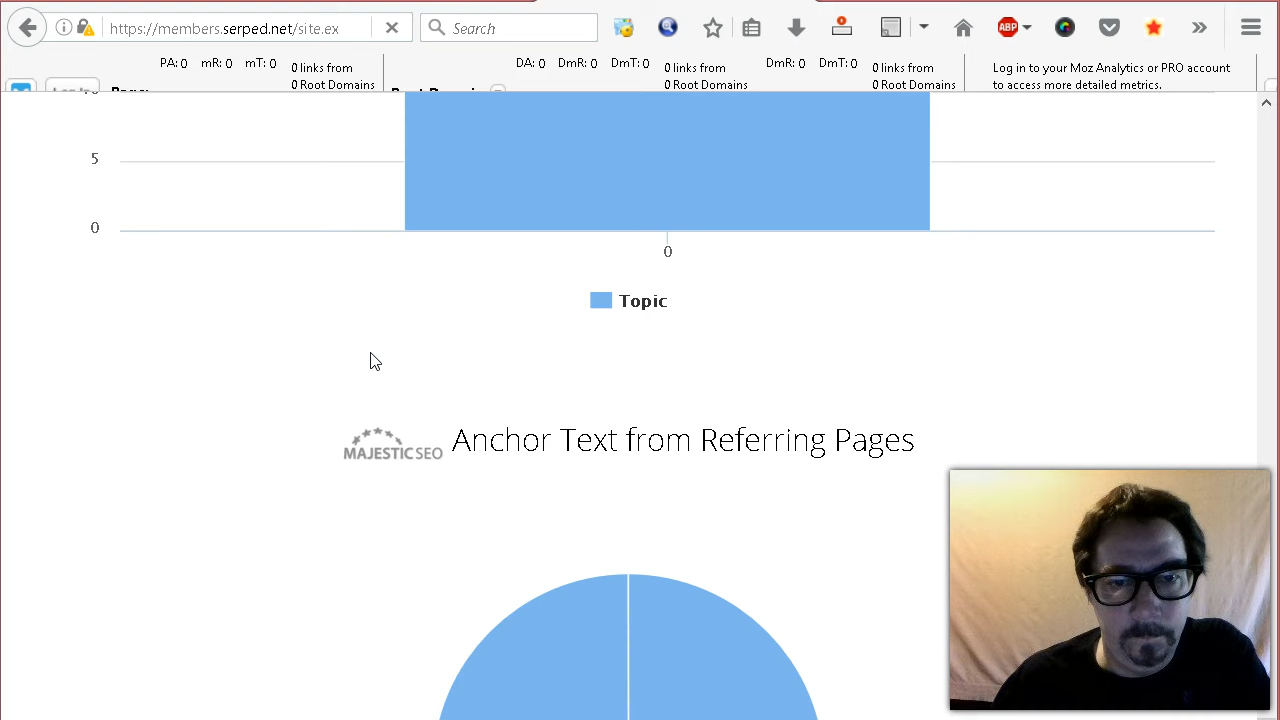 https://members.serped.net/site.ex
Search
ABP
PA: 0 mR: 0 mT: 0
0 links from
0 Root Domains
DA: 0 DmR: 0 DmT: 0
0 links from
0 Root Domains
DmR: 0 DmT: 0
0 links from
0 Root Domains
Log in to your Moz Analytics or PRO account
to access more detailed metrics.
5
0
0
Topic
MAJESTIC SEO
Anchor Text from Referring Pages